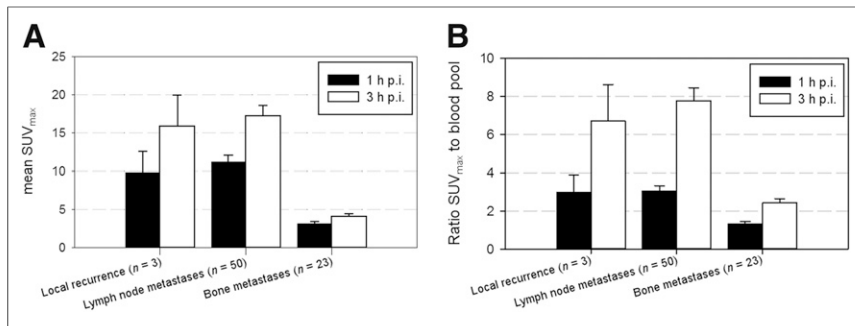 A
mean SUVmax
25
20
15
10
5
0
1 h p.i.
3 h p.i.
Local recurrence (n = 3)
Lymph node metastases (n = 50)
Bone metastases (n = 23)
B
Ratio SUVmax to blood pool
10
8
6
4
2
0
1 h p.i.
3 h p.i.
Local recurrence (n = 3)
Lymph node metastases (n = 50)
Bone metastases (n = 23)